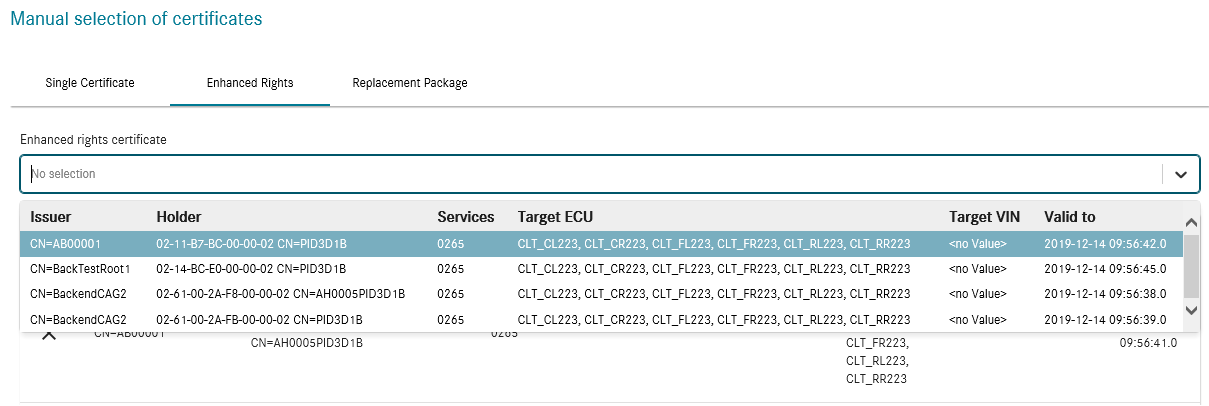 Manual selection of certificates
Single Certificate Enhanced Rights Replacement Package
Enhanced rights certificate
No selection
Issuer Holder Services Target ECU Target VIN Valid to
CN=AB00001 02-11-B7-BC-00-00-02 CN=PID3D1B 0265 CLT_CL223, CLT_CR223, CLT_FL223, CLT_FR223, CLT_RL223, CLT_RR223 <no Value> 2019-12-14 09:56:42.0
CN=BackTestRoot1 02-14-BC-E0-00-00-02 CN=PID3D1B 0265 CLT_CL223, CLT_CR223, CLT_FL223, CLT_FR223, CLT_RL223, CLT_RR223 <no Value> 2019-12-14 09:56:45.0
CN=BackendCAG2 02-61-00-2A-F8-00-00-02 CN=AH0005PID3D1B 0265 CLT_CL223, CLT_CR223, CLT_FL223, CLT_FR223, CLT_RL223, CLT_RR223 <no Value> 2019-12-14 09:56:38.0
CN=BackendCAG2 02-61-00-2A-FB-00-00-02 CN=PID3D1B 0265 CLT_CL223, CLT_CR223, CLT_FL223, CLT_FR223, CLT_RL223, CLT_RR223 <no Value> 2019-12-14 09:56:39.0
CN=AB00001 0265
CN=AH0005PID3D1B CLT_FR223, 09:56:41.0
CLT_RL223,
CLT_RR223